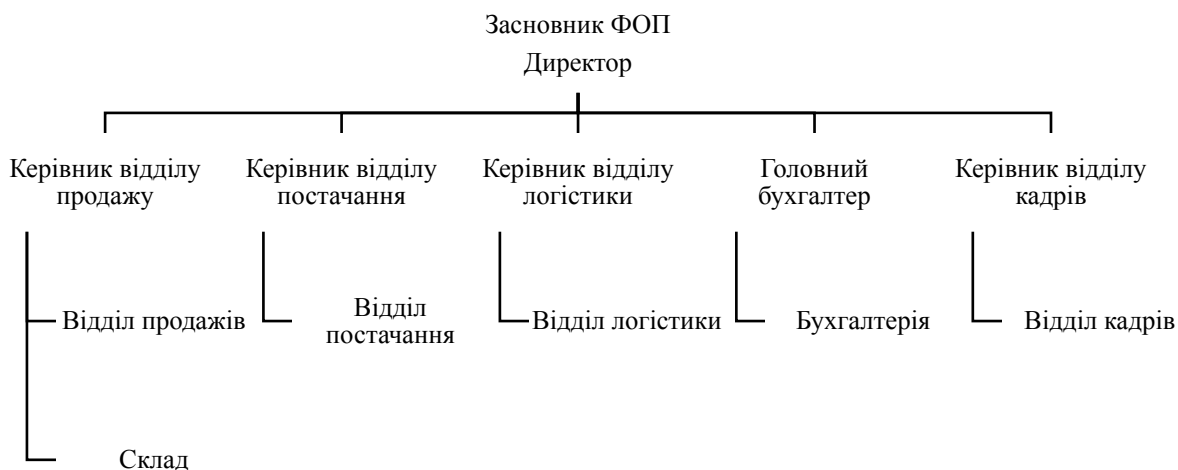 Засновник ФОП
Директор
Керівник відділу
продажу
Керівник відділу
постачання
Керівник відділу
логістики
Головний
бухгалтер
Керівник відділу
кадрів
Відділ продажів
Відділ
постачання
Відділ логістики
Бухгалтерія
Відділ кадрів
Склад